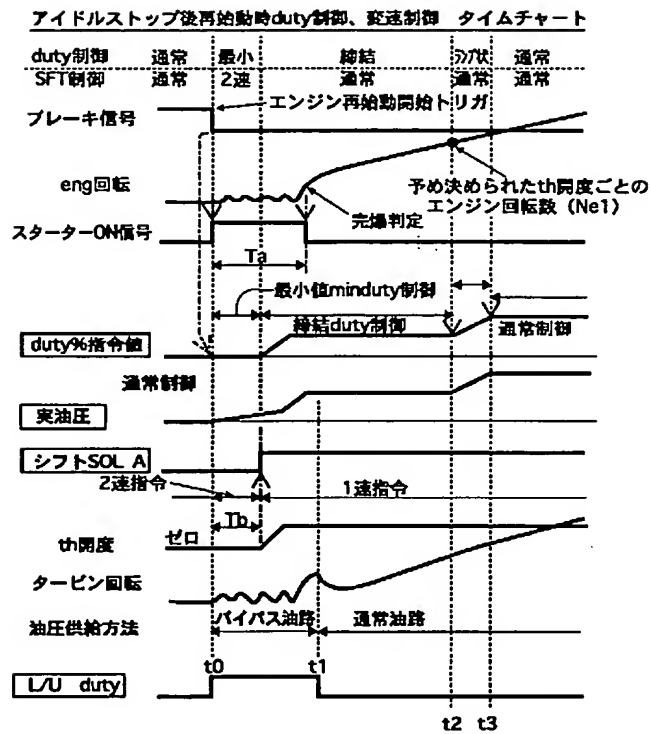 アイドルストップ後再始動時duty制御、変速制御　タイムチャート
duty制御　通常　最小　締結　ﾗﾝﾌﾟ状　通常
SFT制御　通常　2速　通常　通常　通常
ブレーキ信号
エンジン再始動開始トリガ
eng回転
予め決められたth開度ごとの
エンジン回転数（Ne1）
完爆判定
スターターON信号
Ta
最小値minduty制御
締結duty制御
通常制御
duty%指令値
通常制御
実油圧
シフトSOL A
2速指令
1速指令
Tb
th開度
ゼロ
タービン回転
油圧供給方法
バイパス油路
通常油路
t0
t1
L/U duty
t2
t3